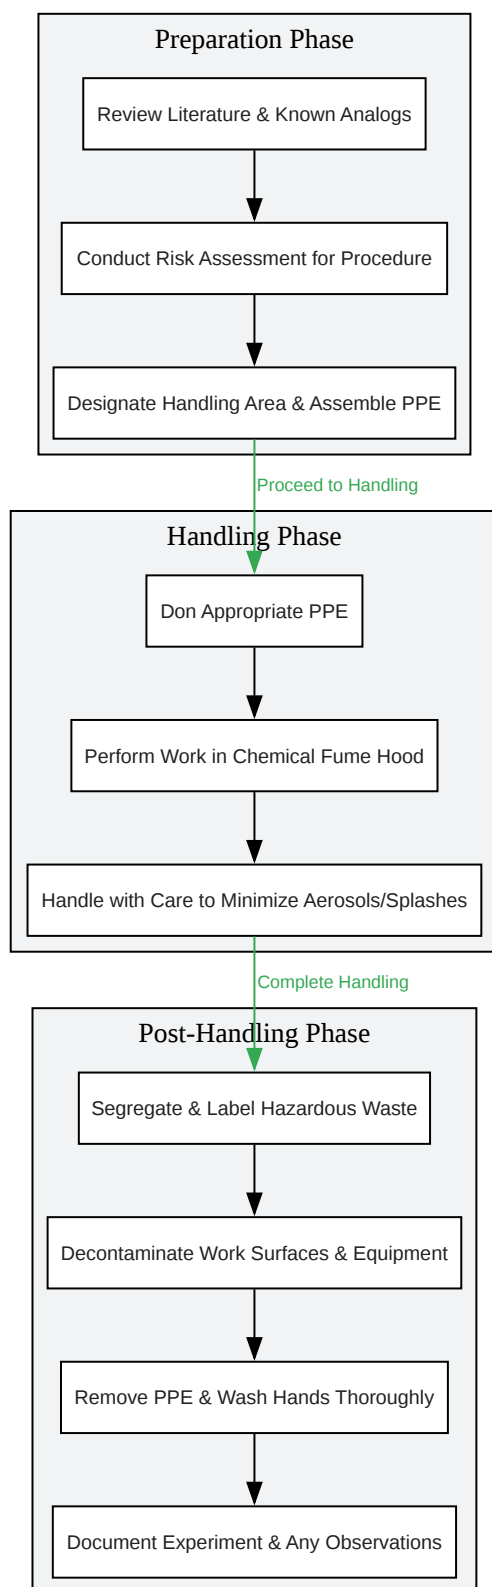 Preparation Phase
Review Literature & Known Analogs
Conduct Risk Assessment for Procedure
Designate Handling Area & Assemble PPE
Proceed to Handling
Handling Phase
Don Appropriate PPE
Perform Work in Chemical Fume Hood
Handle with Care to Minimize Aerosols/Splashes
Complete Handling
Post-Handling Phase
Segregate & Label Hazardous Waste
Decontaminate Work Surfaces & Equipment
Remove PPE & Wash Hands Thoroughly
Document Experiment & Any Observations